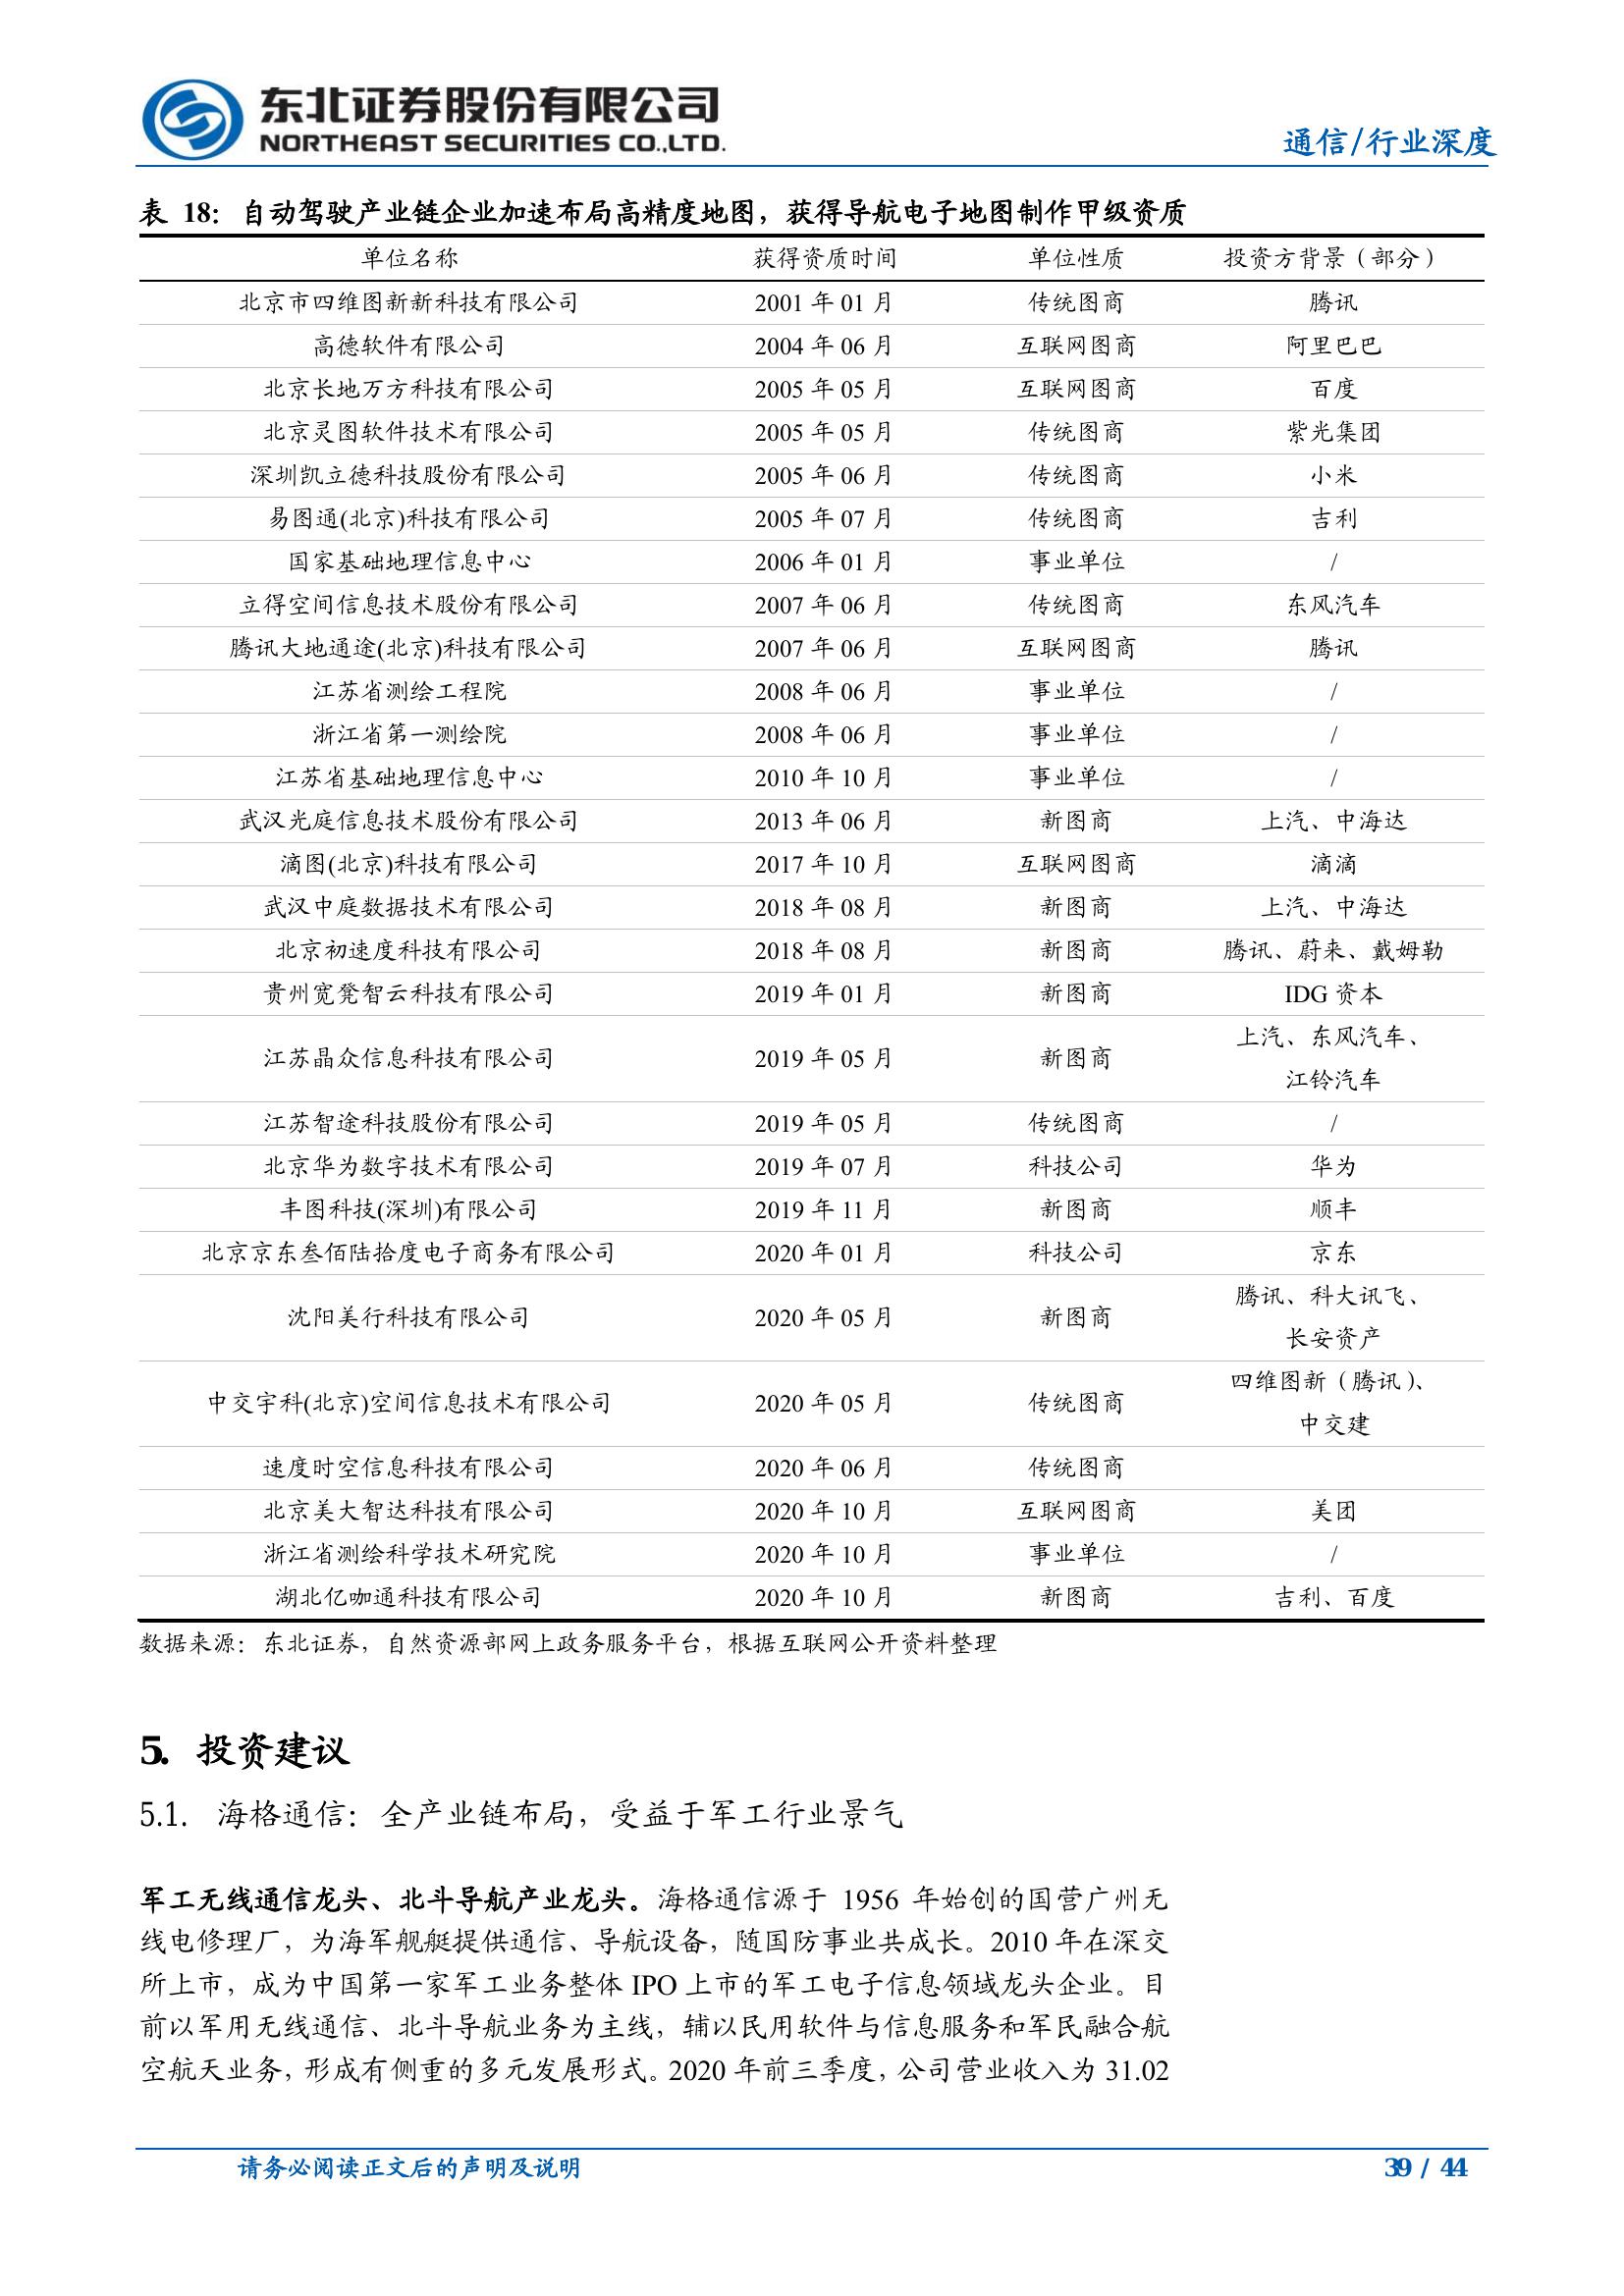 东北证券股份有限公司
NORTHEAST SECURITIES CO.,LTD.
通信/行业深度
表 18：自动驾驶产业链企业加速布局高精度地图，获得导航电子地图制作甲级资质
单位名称 获得资质时间 单位性质 投资方背景（部分）
北京市四维图新新科技有限公司 2001 年 01 月 传统图商 腾讯
高德软件有限公司 2004 年 06 月 互联网图商 阿里巴巴
北京长地万方科技有限公司 2005 年 05 月 互联网图商 百度
北京灵图软件技术有限公司 2005 年 05 月 传统图商 紫光集团
深圳凯立德科技股份有限公司 2005 年 06 月 传统图商 小米
易图通(北京)科技有限公司 2005 年 07 月 传统图商 吉利
国家基础地理信息中心 2006 年 01 月 事业单位 /
立得空间信息技术股份有限公司 2007 年 06 月 传统图商 东风汽车
腾讯大地通途(北京)科技有限公司 2007 年 06 月 互联网图商 腾讯
江苏省测绘工程院 2008 年 06 月 事业单位 /
浙江省第一测绘院 2008 年 06 月 事业单位 /
江苏省基础地理信息中心 2010 年 10 月 事业单位 /
武汉光庭信息技术股份有限公司 2013 年 06 月 新图商 上汽、中海达
滴图(北京)科技有限公司 2017 年 10 月 互联网图商 滴滴
武汉中庭数据技术有限公司 2018 年 08 月 新图商 上汽、中海达
北京初速度科技有限公司 2018 年 08 月 新图商 腾讯、蔚来、戴姆勒
贵州宽凳智云科技有限公司 2019 年 01 月 新图商 IDG 资本
江苏晶众信息科技有限公司 2019 年 05 月 新图商 上汽、东风汽车、
江铃汽车
江苏智途科技股份有限公司 2019 年 05 月 传统图商 /
北京华为数字技术有限公司 2019 年 07 月 科技公司 华为
丰图科技(深圳)有限公司 2019 年 11 月 新图商 顺丰
北京京东叁佰陆拾度电子商务有限公司 2020 年 01 月 科技公司 京东
沈阳美行科技有限公司 2020 年 05 月 新图商 腾讯、科大讯飞、
长安资产
中交宇科(北京)空间信息技术有限公司 2020 年 05 月 传统图商 四维图新（腾讯）、
中交建
速度时空信息科技有限公司 2020 年 06 月 传统图商
北京美大智达科技有限公司 2020 年 10 月 互联网图商 美团
浙江省测绘科学技术研究院 2020 年 10 月 事业单位 /
湖北亿咖通科技有限公司 2020 年 10 月 新图商 吉利、百度
数据来源：东北证券，自然资源部网上政务服务平台，根据互联网公开资料整理
5. 投资建议
5.1. 海格通信：全产业链布局，受益于军工行业景气
军工无线通信龙头、北斗导航产业龙头。海格通信源于 1956 年始创的国营广州无
线电修理厂，为海军舰艇提供通信、导航设备，随国防事业共成长。2010 年在深交
所上市，成为中国第一家军工业务整体 IPO 上市的军工电子信息领域龙头企业。目
前以军用无线通信、北斗导航业务为主线，辅以民用软件与信息服务和军民融合航
空航天业务，形成有侧重的多元发展形式。2020 年前三季度，公司营业收入为 31.02
请务必阅读正文后的声明及说明 39 / 44